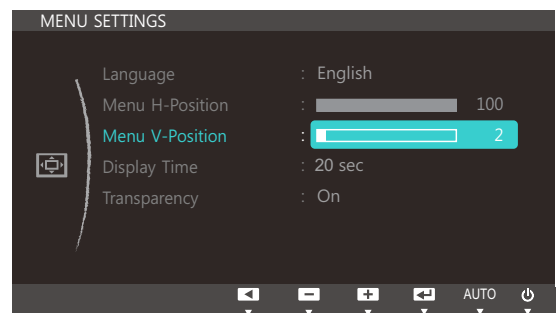 MENU SETTINGS
Language : English
Menu H-Position : 100
Menu V-Position : 2
Display Time : 20 sec
Transparency : On
AUTO